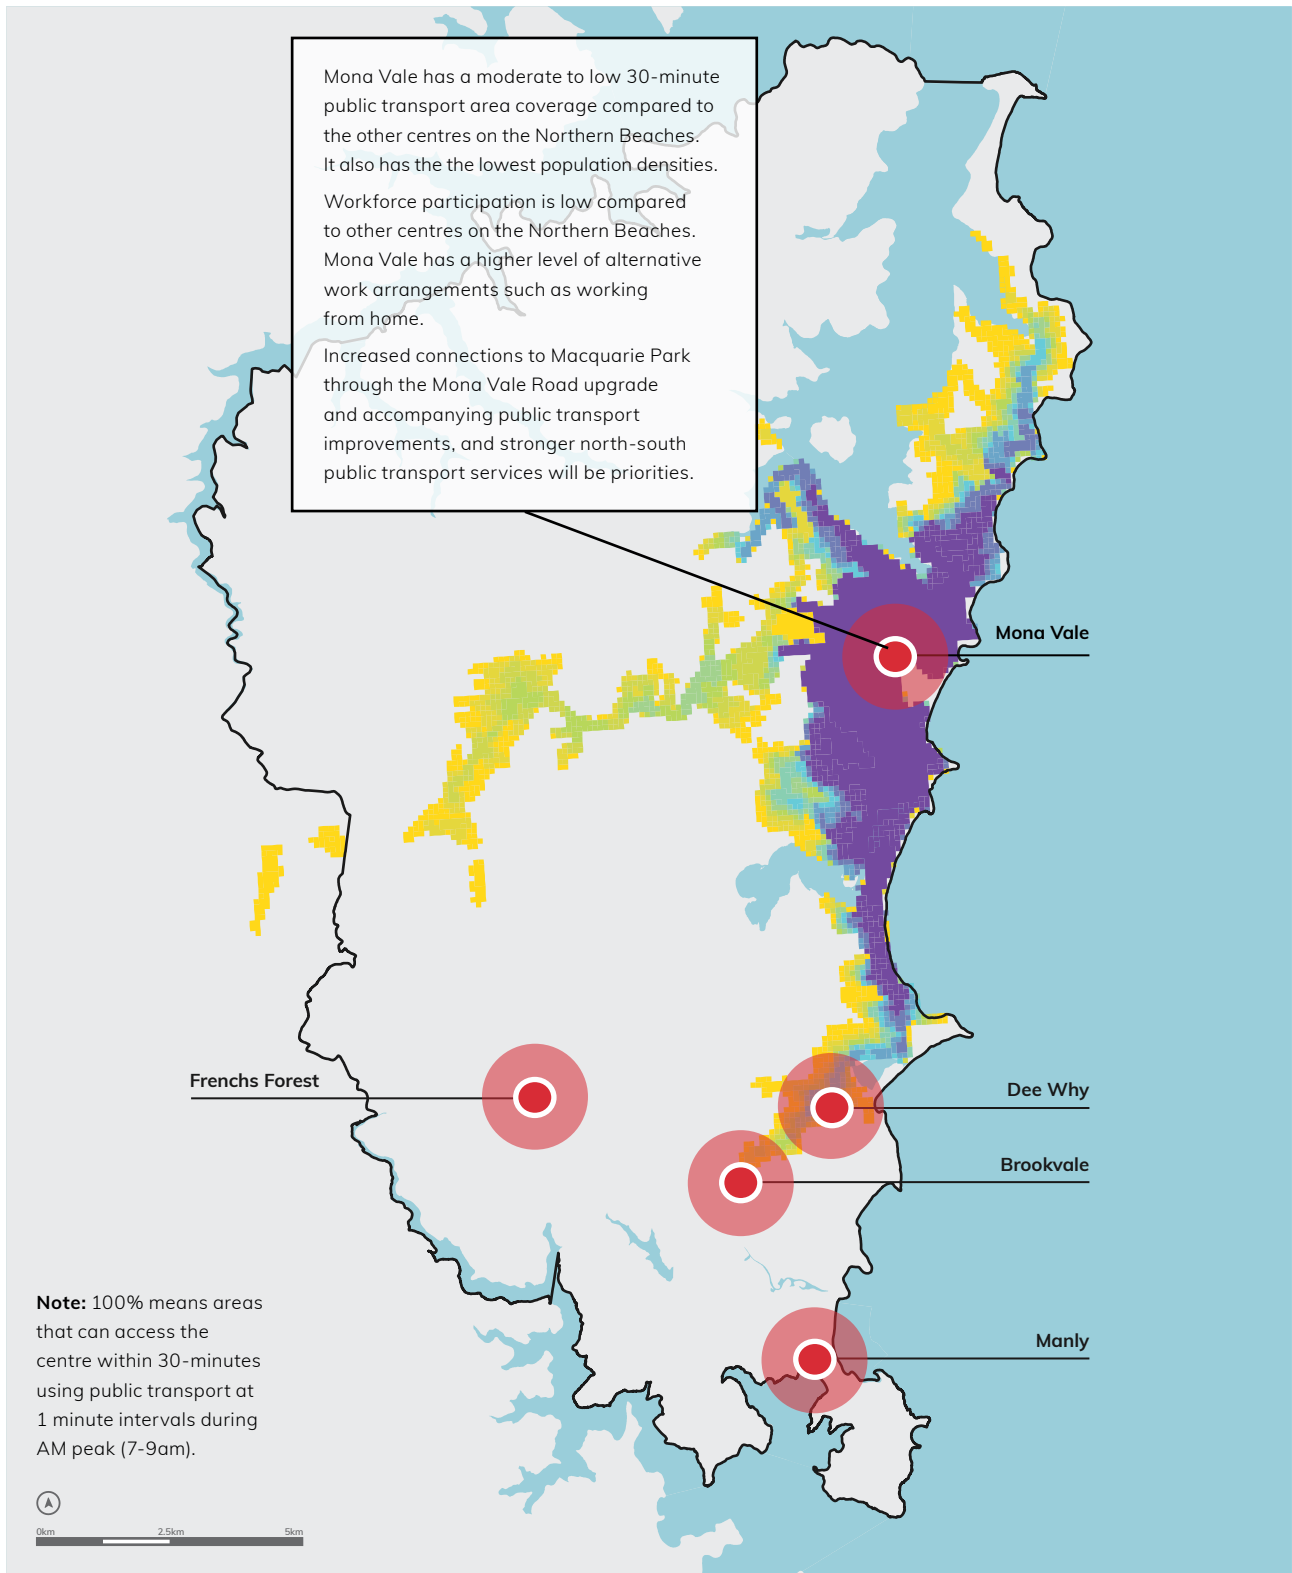 Mona Vale has a moderate to low 30-minute
public transport area coverage compared to
the other centres on the Northern Beaches.
It also has the the lowest population densities.
Workforce participation is low compared
to other centres on the Northern Beaches.
Mona Vale has a higher level of alternative
work arrangements such as working
from home.
Increased connections to Macquarie Park
through the Mona Vale Road upgrade
and accompanying public transport
improvements, and stronger north-south
public transport services will be priorities.
Mona Vale
Frenchs Forest
Dee Why
Brookvale
Manly
Note: 100% means areas
that can access the
centre within 30-minutes
using public transport at
1 minute intervals during
AM peak (7-9am).
0km 2.5km 5km